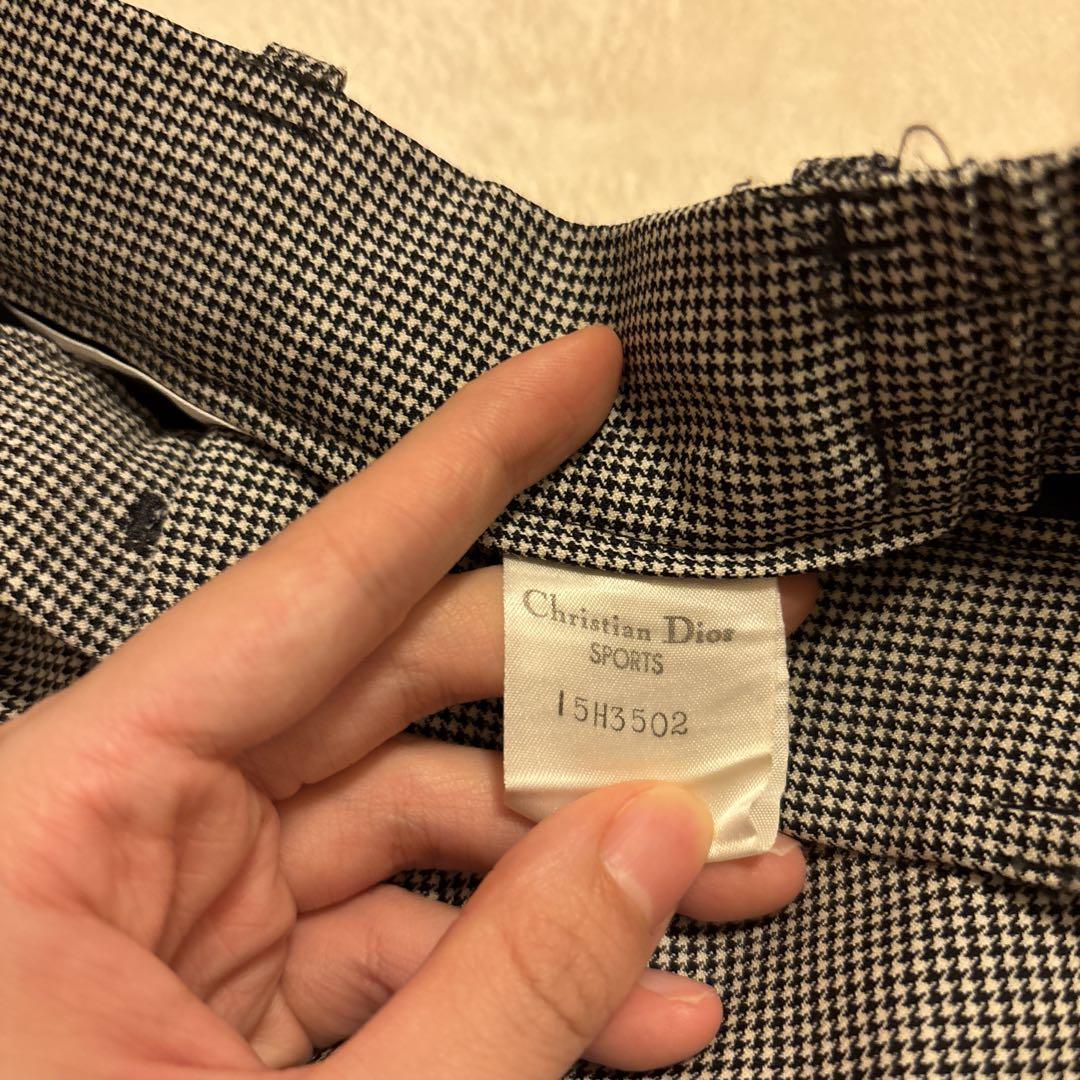 Christian Dior
SPORTS
15H3502